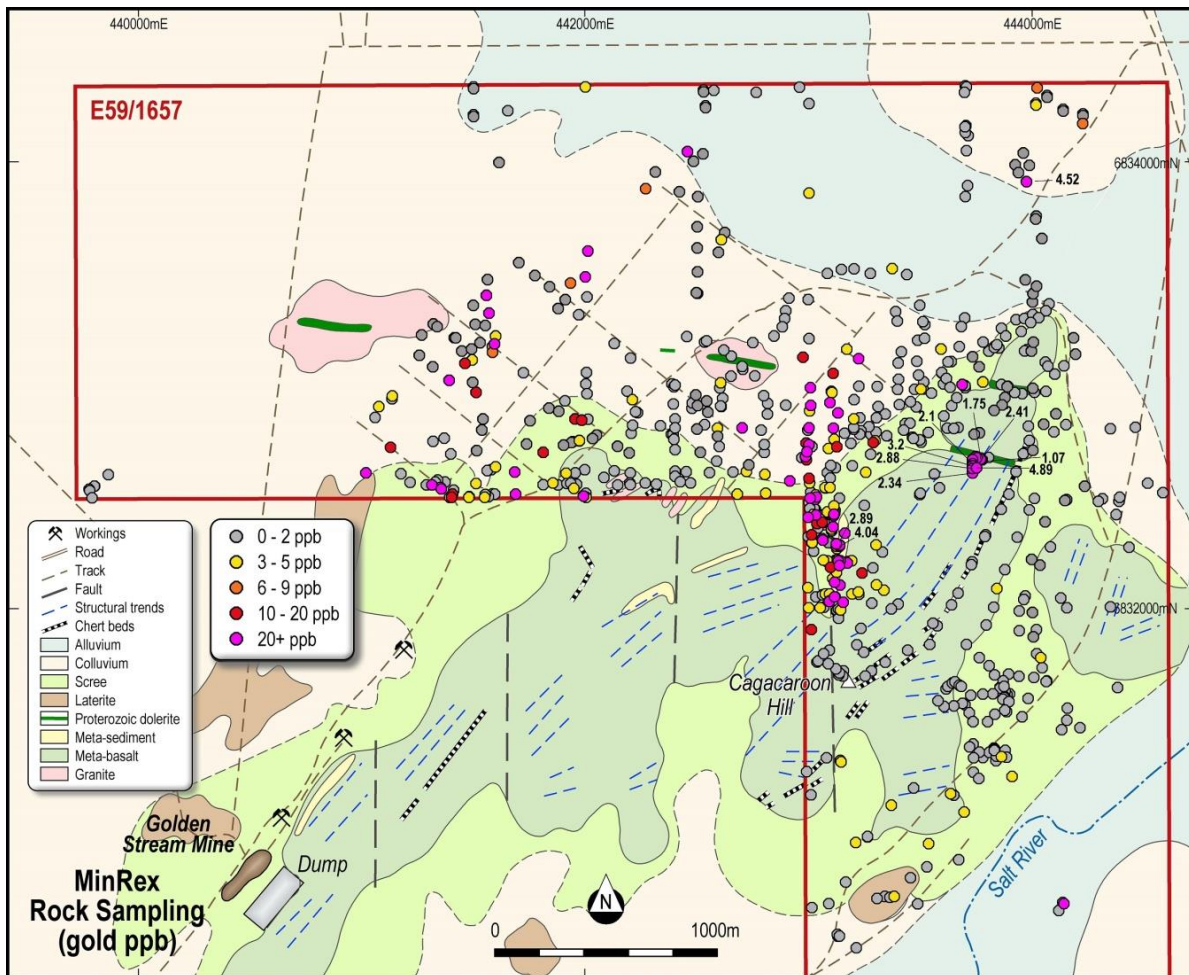 440000mE
442000mE
444000mE
E59/1657
6834000mN
4.52
1.75
2.1
2.41
3.2
2.88
1.07
4.89
2.34
2.89
4.04
6832000mN
Workings
Road
Track
Fault
Structural trends
Chert beds
Alluvium
Colluvium
Scree
Laterite
Proterozoic dolerite
Meta-sediment
Meta-basalt
Granite
0 - 2 ppb
3 - 5 ppb
6 - 9 ppb
10 - 20 ppb
20+ ppb
Cagacaroon
Hill
Golden
Stream Mine
Dump
MinRex
Rock Sampling
(gold ppb)
N
0
1000m
Salt River